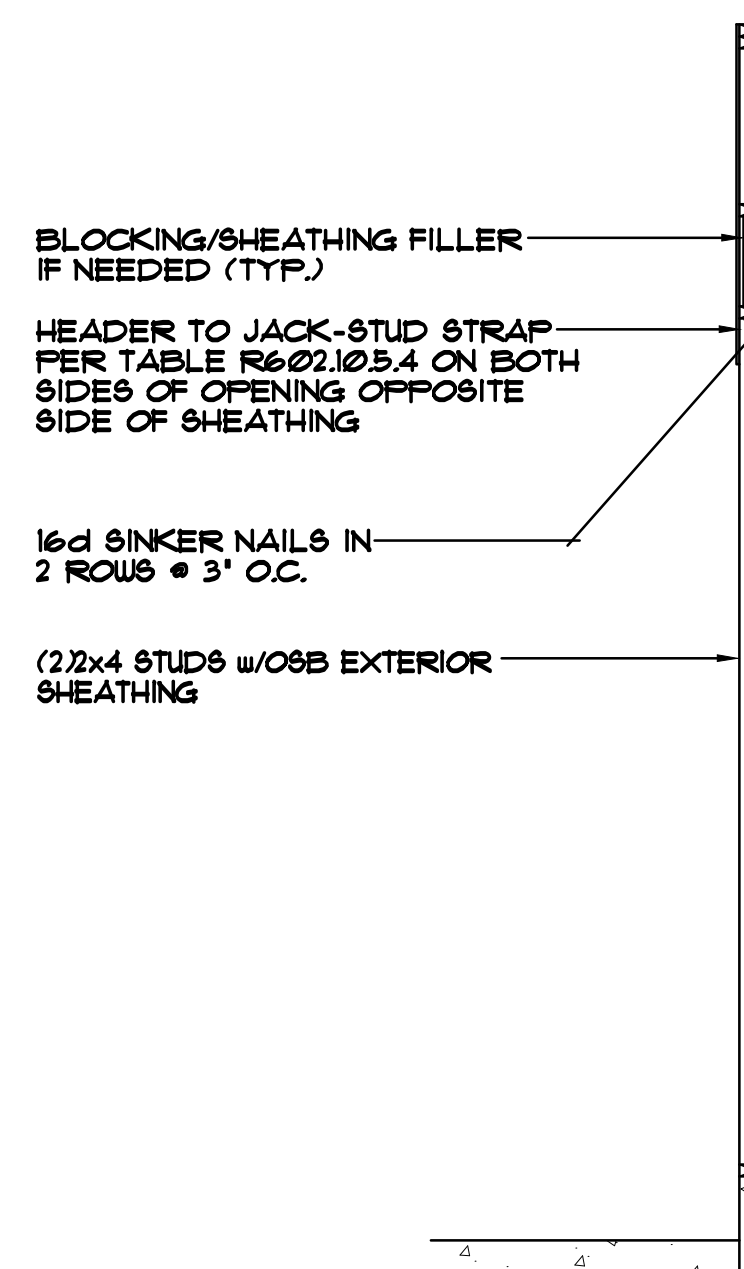 BLOCKING/SHEATHING FILLER
IF NEEDED (TYP.)
HEADER TO JACK-STUD STRAP
PER TABLE R602.10.5.4 ON BOTH
SIDES OF OPENING OPPOSITE
SIDE OF SHEATHING
16d SINKER NAILS IN
2 ROWS @ 3" O.C.
(2)2x4 STUDS w/OSB EXTERIOR
SHEATHING